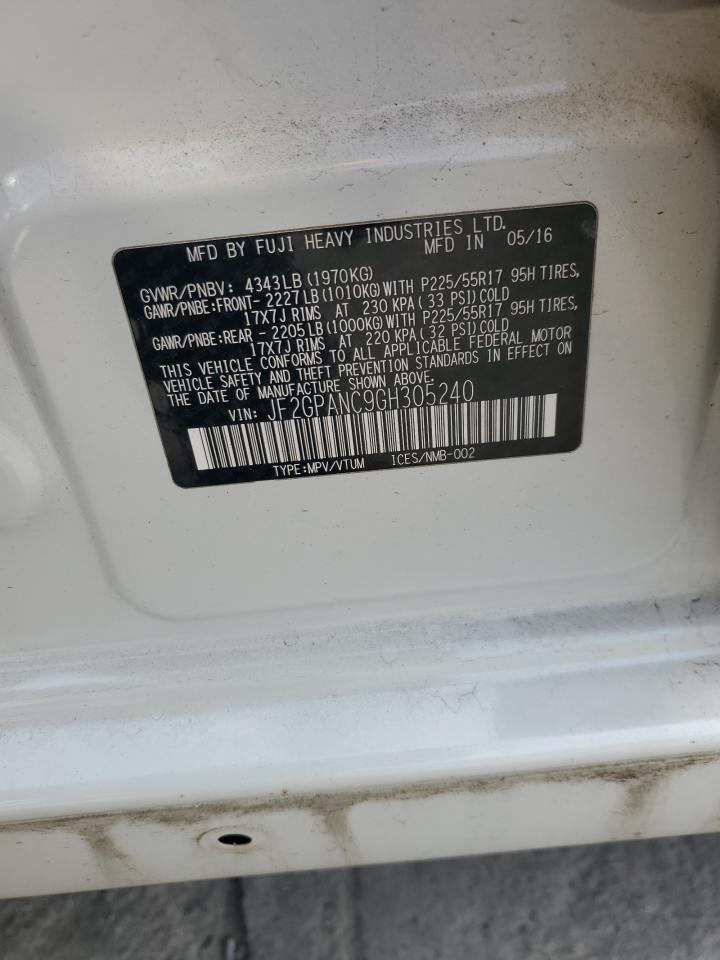 MFD BY FUJI HEAVY INDUSTRIES LTD.
MFD IN 05/16
GVWR/PNBV: 4343LB(1970KG)
GAWR/PNBE:FRONT- 2227LB(1010KG)WITH P225/55R17 95H TIRES,
17X7J RIMS AT 230 KPA(33 PSI)COLD
GAWR/PNBE:REAR - 2205LB(1000KG)WITH P225/55R17 95H TIRES,
17X7J RIMS AT 220 KPA(32 PSI)COLD
THIS VEHICLE CONFORMS TO ALL APPLICABLE FEDERAL MOTOR
VEHICLE SAFETY AND THEFT PREVENTION STANDARDS IN EFFECT ON
THE DATE OF MANUFACTURE SHOWN ABOVE.
VIN: JF2GPANC9GH305240
TYPE:MPV/VTUM ICES/NMB-002